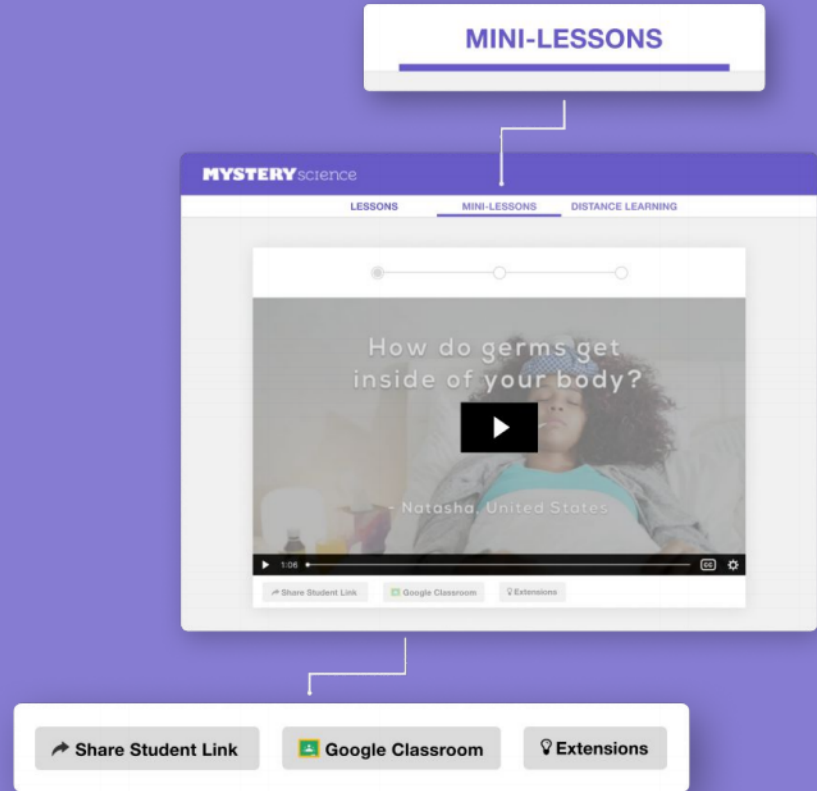 MINI-LESSONS
MYSTERY science
LESSONS MINI-LESSONS DISTANCE LEARNING
How do germs get
inside of your body?
- Natasha, United States
1:06 CC
Share Student Link Google Classroom Extensions
Share Student Link Google Classroom Extensions